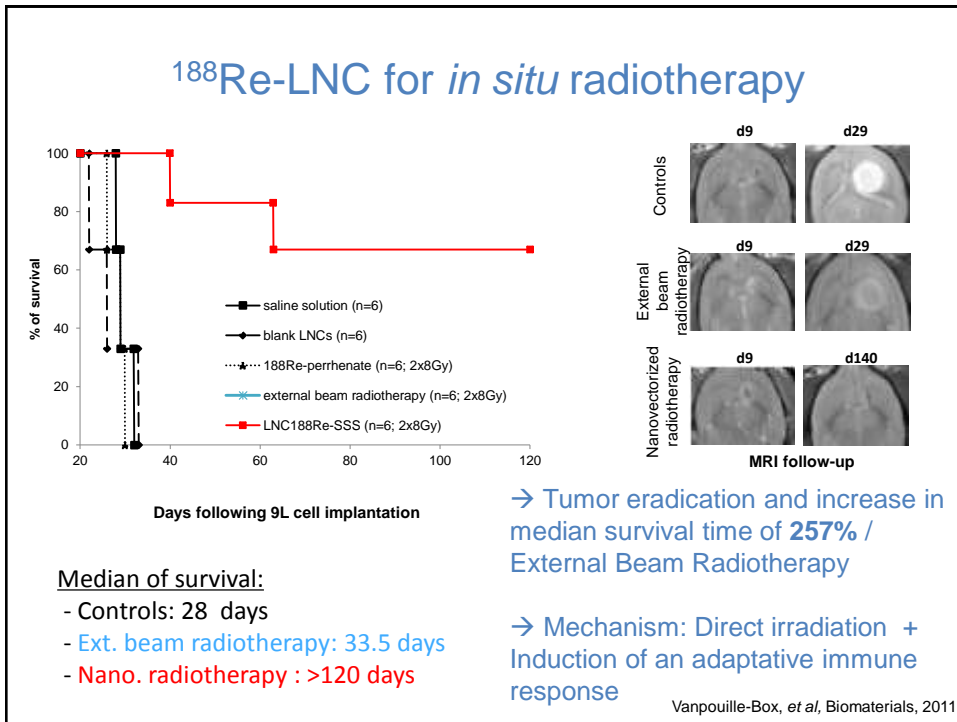 188Re-LNC for in situ radiotherapy
100
80
60
40
20
0
% of survival
20 40 60 80 100 120
Days following 9L cell implantation
saline solution (n=6)
blank LNCs (n=6)
188Re-perrhenate (n=6; 2x8Gy)
external beam radiotherapy (n=6; 2x8Gy)
LNC188Re-SSS (n=6; 2x8Gy)
d9 d29
Controls
d9 d29
External
beam
radiotherapy
d9 d140
Nanovectorized
radiotherapy
MRI follow-up
Median of survival:
- Controls: 28 days
- Ext. beam radiotherapy: 33.5 days
- Nano. radiotherapy : >120 days
→ Tumor eradication and increase in
median survival time of 257% /
External Beam Radiotherapy
→ Mechanism: Direct irradiation +
Induction of an adaptative immune
response
Vanpouille-Box, et al, Biomaterials, 2011